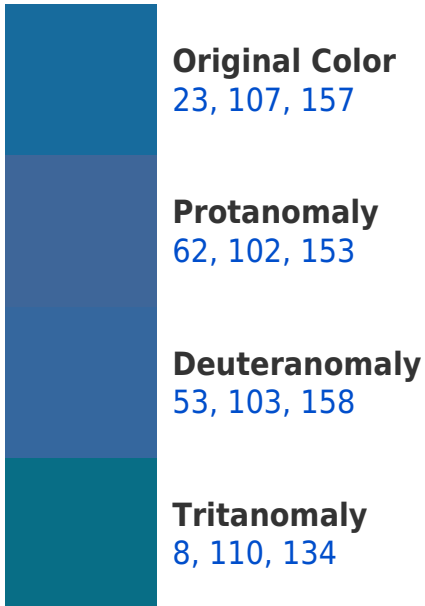 Original Color
23, 107, 157
Protanomaly
62, 102, 153
Deuteranomaly
53, 103, 158
Tritanomaly
8, 110, 134